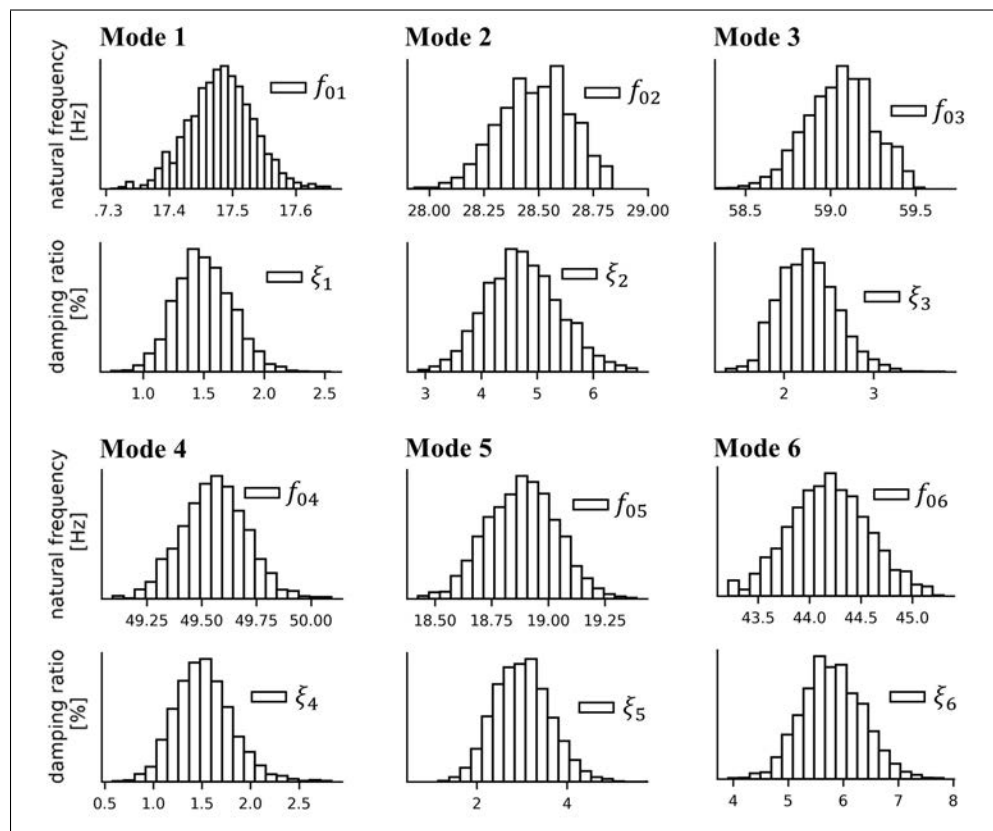 Mode 1 Mode 2 Mode 3
natural frequency
[Hz]
f01 f02 f03
.7.3 17.4 17.5 17.6 28.00 28.25 28.50 28.75 29.00 58.5 59.0 59.5
damping ratio
[%]
ξ1 ξ2 ξ3
1.0 1.5 2.0 2.5 3 4 5 6 2 3
Mode 4 Mode 5 Mode 6
natural frequency
[Hz]
f04 f05 f06
49.25 49.50 49.75 50.00 18.50 18.75 19.00 19.25 43.5 44.0 44.5 45.0
damping ratio
[%]
ξ4 ξ5 ξ6
0.5 1.0 1.5 2.0 2.5 2 4 4 5 6 7 8